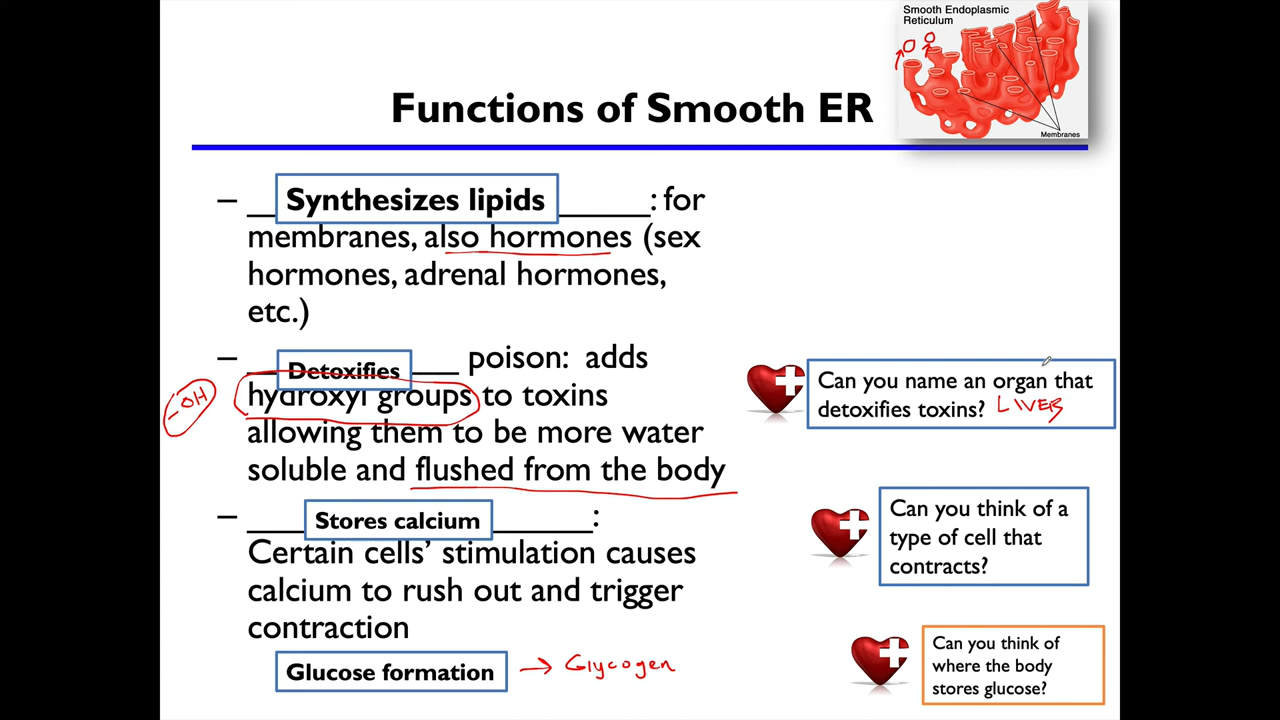 Smooth Endoplasmic
Reticulum
Membranes
Functions of Smooth ER
– __Synthesizes lipids______: for
membranes, also hormones (sex
hormones, adrenal hormones,
etc.)
– __Detoxifies___ poison: adds
hydroxyl groups to toxins
allowing them to be more water
soluble and flushed from the body
-OH
– ____Stores calcium_______:
Certain cells’ stimulation causes
calcium to rush out and trigger
contraction
Glucose formation → Glycogen
Can you name an organ that
detoxifies toxins? LIVER
Can you think of a
type of cell that
contracts?
Can you think of
where the body
stores glucose?